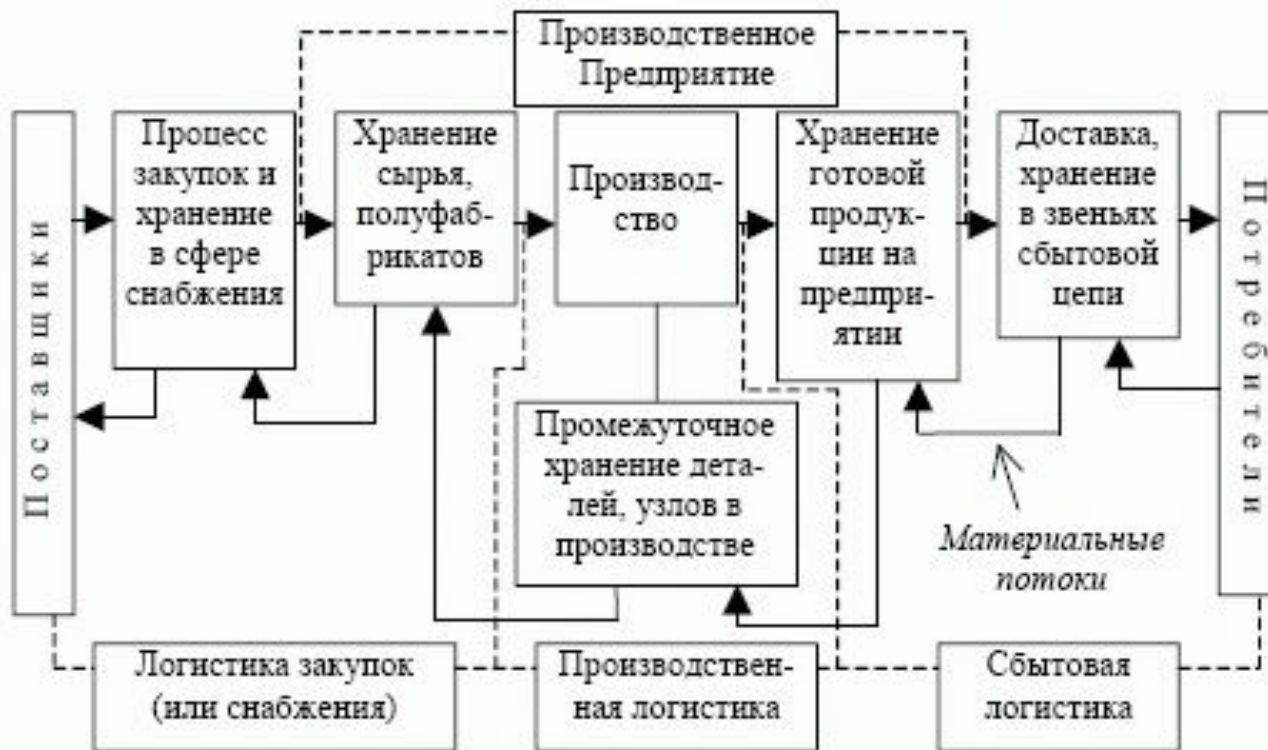 Производственное
Предприятие
Поставщики
Процесс
закупок и
хранение
в сфере
снабжения
Хранение
сырья,
полуфаб-
рикатов
Производ-
ство
Хранение
готовой
продук-
ции на
предпри-
ятии
Доставка,
хранение
в звеньях
сбытовой
цепи
Потребители
Промежуточное
хранение дета-
лей, узлов в
производстве
Материальные
потоки
Логистика закупок
(или снабжения)
Производствен-
ная логистика
Сбытовая
логистика